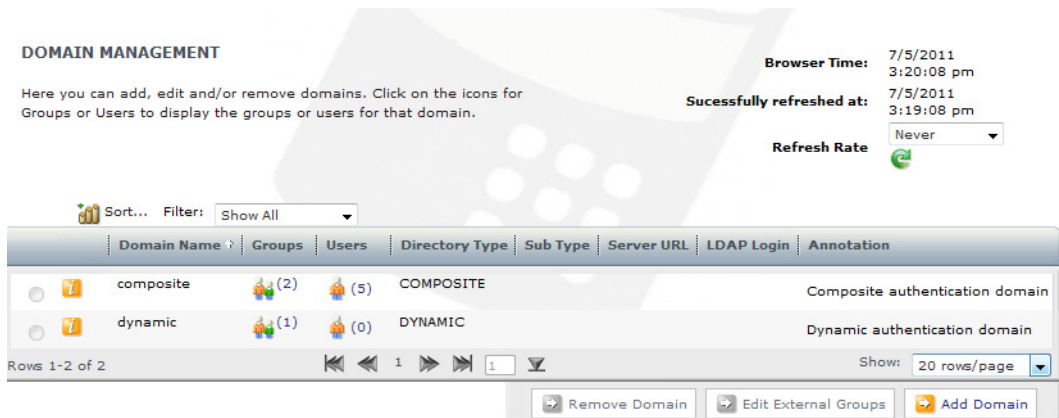 DOMAIN MANAGEMENT
Here you can add, edit and/or remove domains. Click on the icons for
Groups or Users to display the groups or users for that domain.
Browser Time: 7/5/2011
3:20:08 pm
Sucessfully refreshed at: 7/5/2011
3:19:08 pm
Refresh Rate Never
Sort... Filter: Show All
Domain Name Groups Users Directory Type Sub Type Server URL LDAP Login Annotation
composite (2) (5) COMPOSITE Composite authentication domain
dynamic (1) (0) DYNAMIC Dynamic authentication domain
Rows 1-2 of 2 1 1 Show: 20 rows/page
Remove Domain Edit External Groups Add Domain